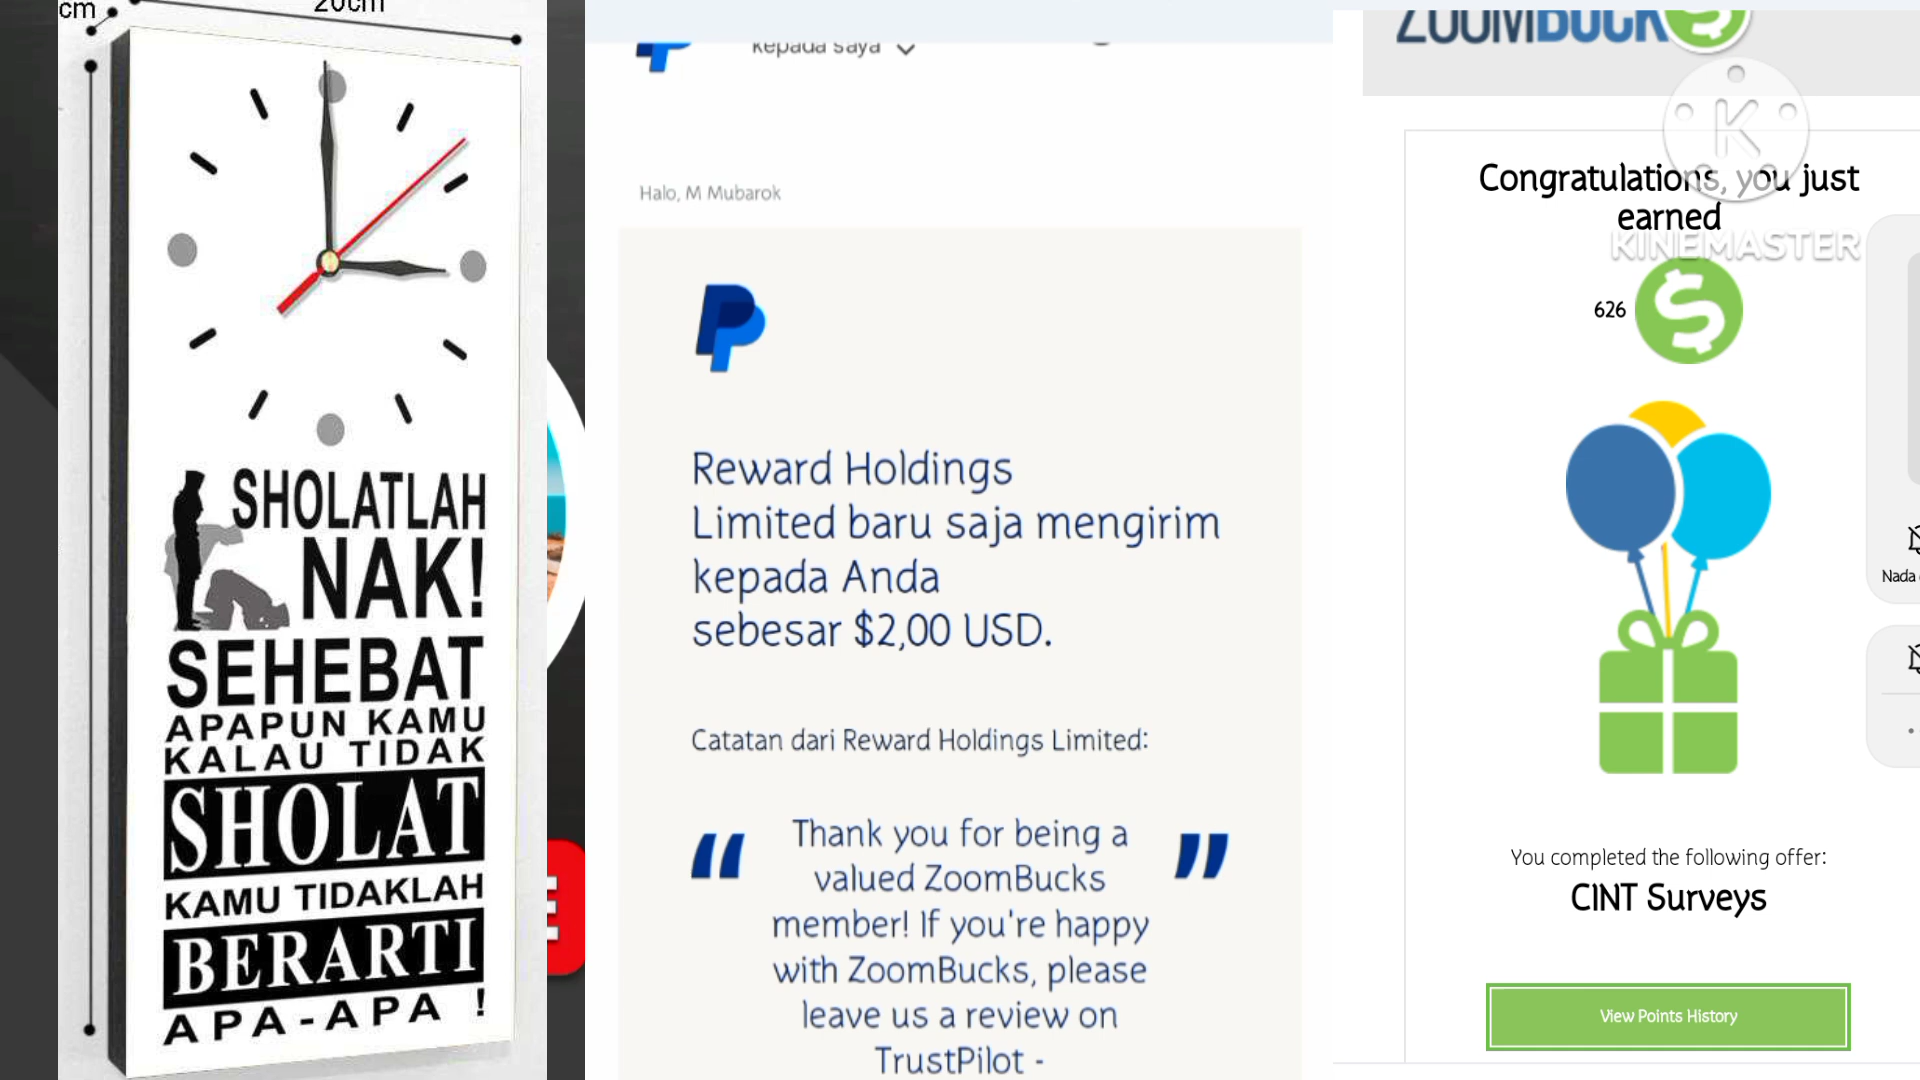 cm
20cm
SHOLATLAH
NAK!
SEHEBAT
APAPUN KAMU
KALAU TIDAK
SHOLAT
KAMU TIDAKLAH
BERARTI
APA-APA !
kepada saya
Halo, M Mubarok
Reward Holdings
Limited baru saja mengirim
kepada Anda
sebesar $2,00 USD.
Catatan dari Reward Holdings Limited:
“ Thank you for being a ”
valued ZoomBucks
member! If you're happy
with ZoomBucks, please
leave us a review on
TrustPilot -
ZOOMBUCK
K
Congratulations, you just
earned
KINEMASTER
626
You completed the following offer:
CINT Surveys
View Points History
Nada